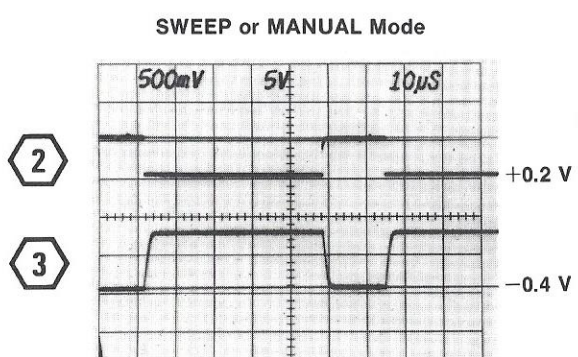 SWEEP or MANUAL Mode
500mV 5V 10µS
2
+0.2 V
3
−0.4 V